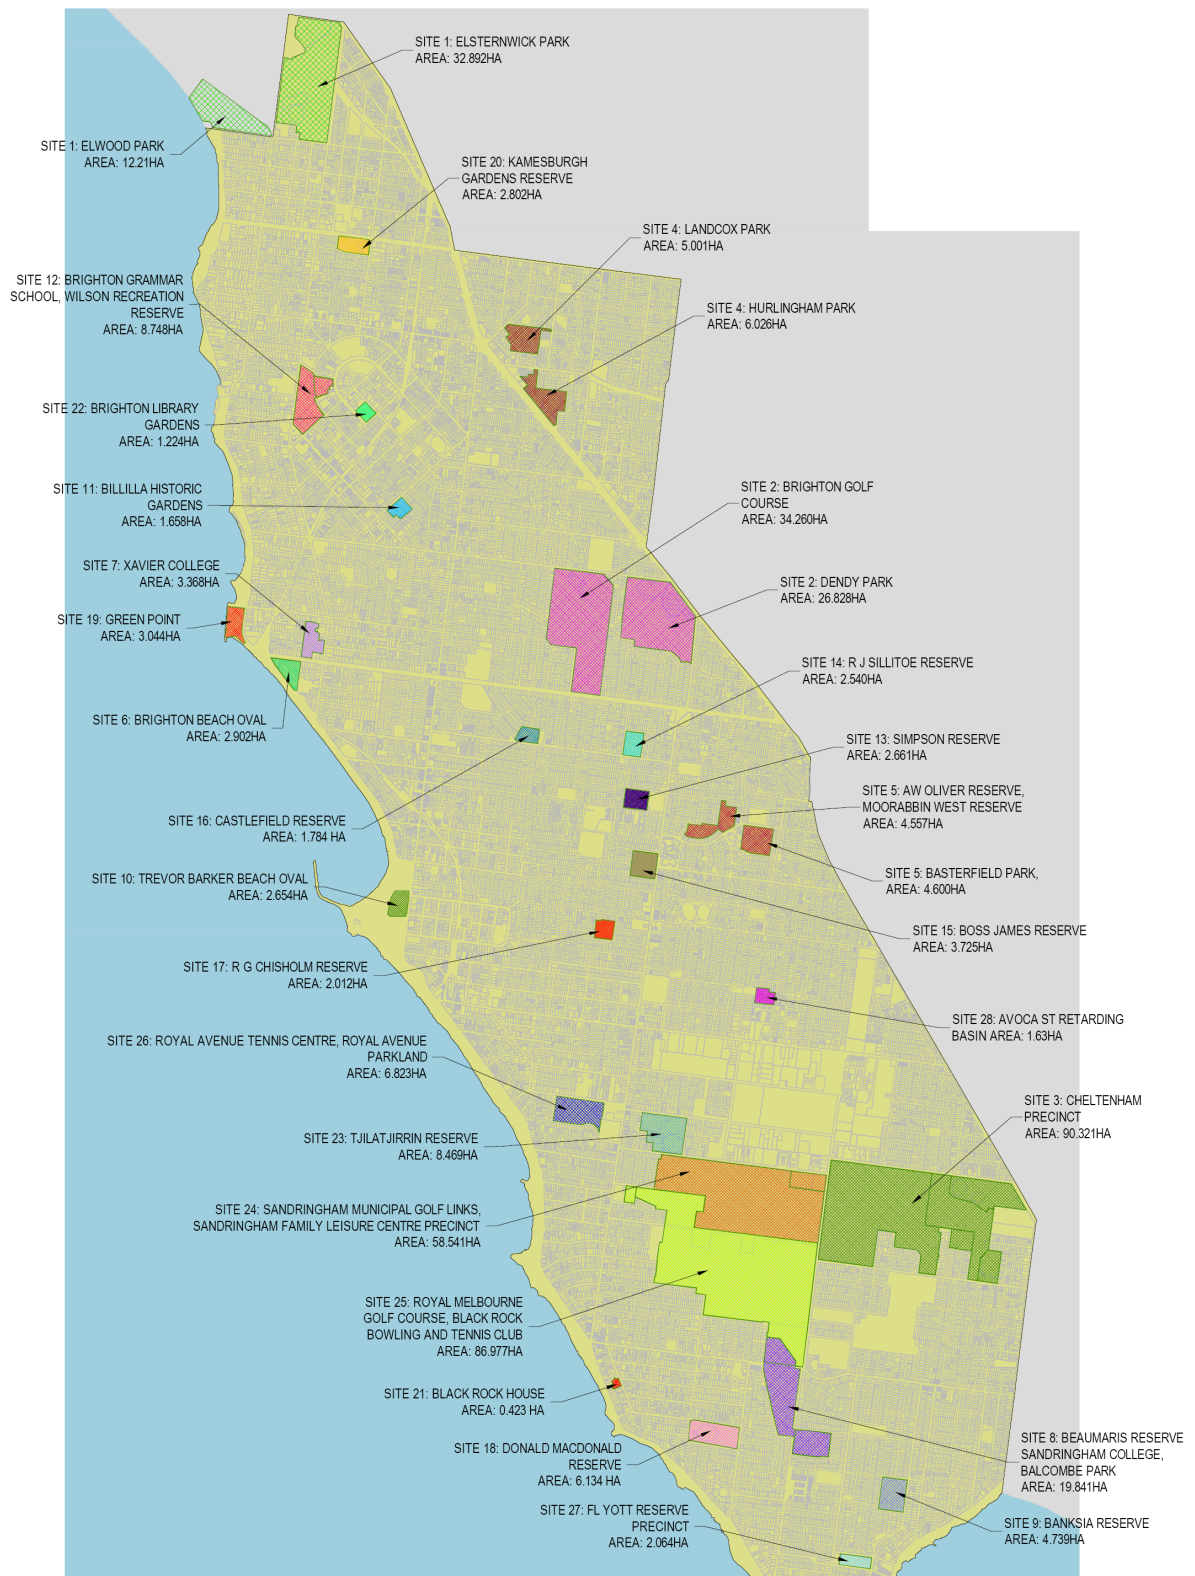 SITE 1: ELSTERNWICK PARK
AREA: 32.892HA
SITE 1: ELWOOD PARK
AREA: 12.21HA
SITE 20: KAMESBURGH
GARDENS RESERVE
AREA: 2.802HA
SITE 4: LANDCOX PARK
AREA: 5.001HA
SITE 12: BRIGHTON GRAMMAR
SCHOOL, WILSON RECREATION
RESERVE
AREA: 8.748HA
SITE 4: HURLINGHAM PARK
AREA: 6.026HA
SITE 22: BRIGHTON LIBRARY
GARDENS
AREA: 1.224HA
SITE 11: BILLILLA HISTORIC
GARDENS
AREA: 1.658HA
SITE 2: BRIGHTON GOLF
COURSE
AREA: 34.260HA
SITE 7: XAVIER COLLEGE
AREA: 3.368HA
SITE 2: DENDY PARK
AREA: 26.828HA
SITE 19: GREEN POINT
AREA: 3.044HA
SITE 14: R J SILLITOE RESERVE
AREA: 2.540HA
SITE 6: BRIGHTON BEACH OVAL
AREA: 2.902HA
SITE 13: SIMPSON RESERVE
AREA: 2.661HA
SITE 5: AW OLIVER RESERVE,
MOORABBIN WEST RESERVE
AREA: 4.557HA
SITE 16: CASTLEFIELD RESERVE
AREA: 1.784 HA
SITE 10: TREVOR BARKER BEACH OVAL
AREA: 2.654HA
SITE 5: BASTERFIELD PARK,
AREA: 4.600HA
SITE 15: BOSS JAMES RESERVE
AREA: 3.725HA
SITE 17: R G CHISHOLM RESERVE
AREA: 2.012HA
SITE 28: AVOCA ST RETARDING
BASIN AREA: 1.63HA
SITE 26: ROYAL AVENUE TENNIS CENTRE, ROYAL AVENUE
PARKLAND
AREA: 6.823HA
SITE 3: CHELTENHAM
PRECINCT
AREA: 90.321HA
SITE 23: TJILATJIRRIN RESERVE
AREA: 8.469HA
SITE 24: SANDRINGHAM MUNICIPAL GOLF LINKS,
SANDRINGHAM FAMILY LEISURE CENTRE PRECINCT
AREA: 58.541HA
SITE 25: ROYAL MELBOURNE
GOLF COURSE, BLACK ROCK
BOWLING AND TENNIS CLUB
AREA: 86.977HA
SITE 21: BLACK ROCK HOUSE
AREA: 0.423 HA
SITE 18: DONALD MACDONALD
RESERVE
AREA: 6.134 HA
SITE 8: BEAUMARIS RESERVE
SANDRINGHAM COLLEGE,
BALCOMBE PARK
AREA: 19.841HA
SITE 27: FL YOTT RESERVE
PRECINCT
AREA: 2.064HA
SITE 9: BANKSIA RESERVE
AREA: 4.739HA